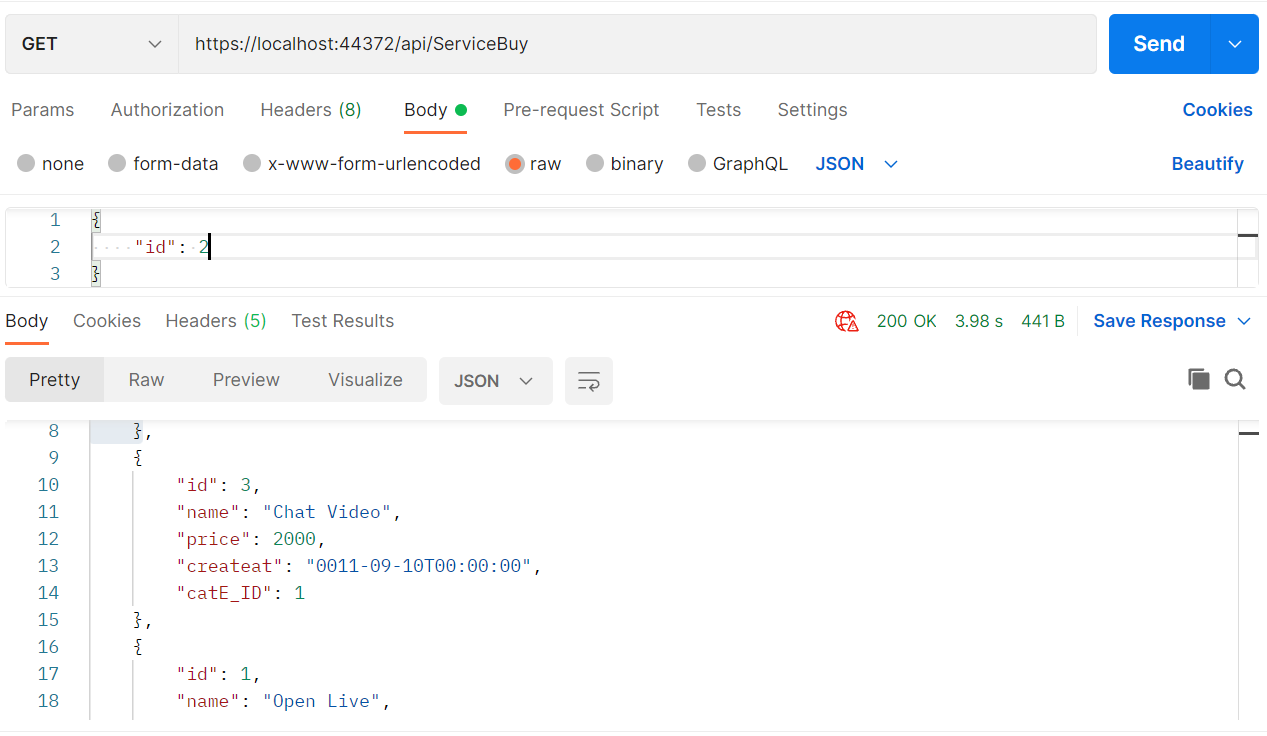 GET https://localhost:44372/api/ServiceBuy Send
Params Authorization Headers (8) Body Pre-request Script Tests Settings Cookies
none form-data x-www-form-urlencoded raw binary GraphQL JSON Beautify
1 {
2 "id": 2
3 }
Body Cookies Headers (5) Test Results 200 OK 3.98 s 441 B Save Response
Pretty Raw Preview Visualize JSON
8 },
9 {
10 "id": 3,
11 "name": "Chat Video",
12 "price": 2000,
13 "createat": "0011-09-10T00:00:00",
14 "catE_ID": 1
15 },
16 {
17 "id": 1,
18 "name": "Open Live",